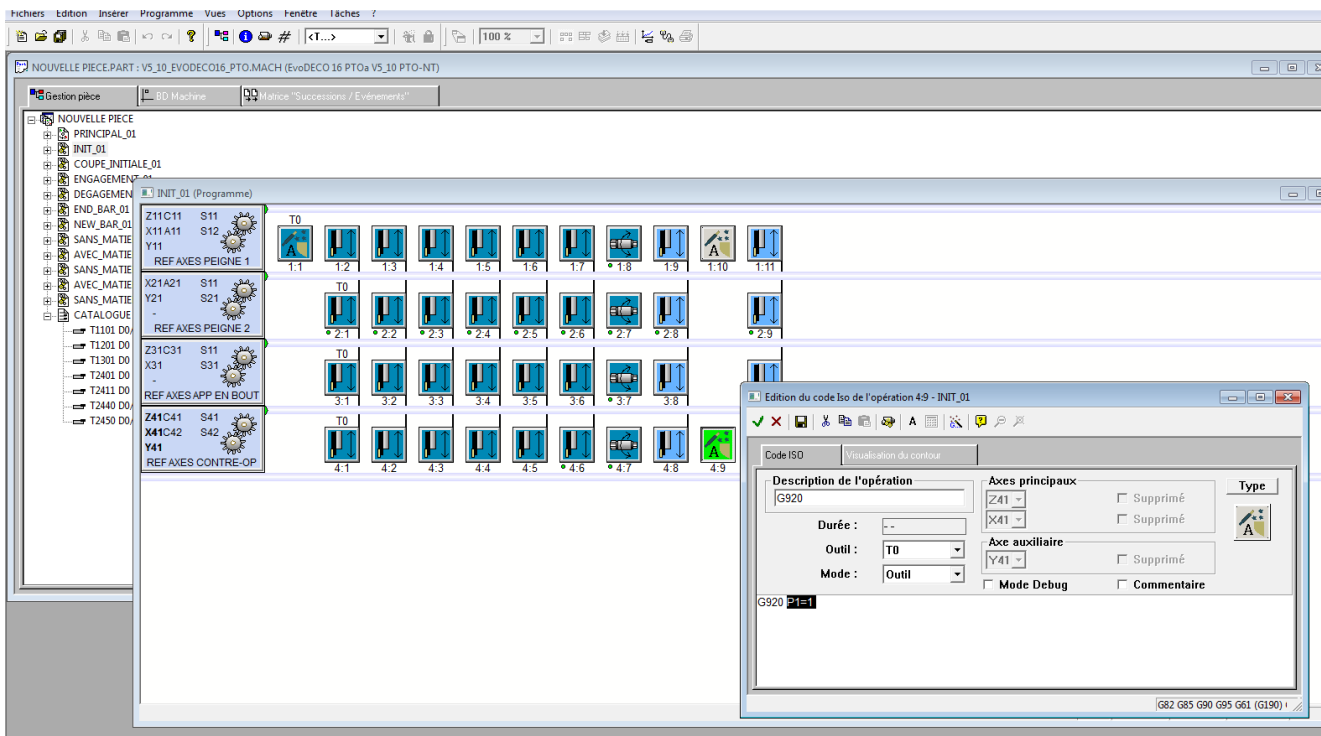 Fichiers Edition Insérer Programme Vues Options Fenêtre Tâches ?
<T...> 100 %
NOUVELLE PIECE.PART : V5_10_EVODECO16_PTO.MACH (EvoDECO 16 PTOa V5_10 PTO-NT)
Gestion pièce BD Machine Matrice "Successions / Evénements"
NOUVELLE PIECE
PRINCIPAL_01
INIT_01
COUPE_INITIALE_01
ENGAGEMENT_01
DEGAGEMEN
END_BAR_01
NEW_BAR_01
SANS_MATIE
AVEC_MATIE
SANS_MATIE
AVEC_MATIE
SANS_MATIE
CATALOGUE
T1101 D0
T1201 D0
T1301 D0
T2401 D0
T2411 D0
T2440 D0
T2450 D0
INIT_01 (Programme)
Z11C11 S11
X11A11 S12
Y11
REF AXES PEIGNE 1
T0
1:1 1:2 1:3 1:4 1:5 1:6 1:7 1:8 1:9 1:10 1:11
X21A21 S11
Y21 S21
-
REF AXES PEIGNE 2
T0
2:1 2:2 2:3 2:4 2:5 2:6 2:7 2:8 2:9
Z31C31 S11
X31 S31
-
REF AXES APP EN BOUT
T0
3:1 3:2 3:3 3:4 3:5 3:6 3:7 3:8
Z41C41 S41
X41C42 S42
Y41
REF AXES CONTRE-OP
T0
4:1 4:2 4:3 4:4 4:5 4:6 4:7 4:8 4:9
Edition du code Iso de l'opération 4:9 - INIT_01
Code ISO Visualisation du contour
Description de l'opération
G920
Durée : - -
Outil : T0
Mode : Outil
Axes principaux
Z41 Supprimé
X41 Supprimé
Axe auxiliaire
Y41 Supprimé
Mode Debug Commentaire
Type
G920 P1=1
G82 G85 G90 G95 G61 (G190)